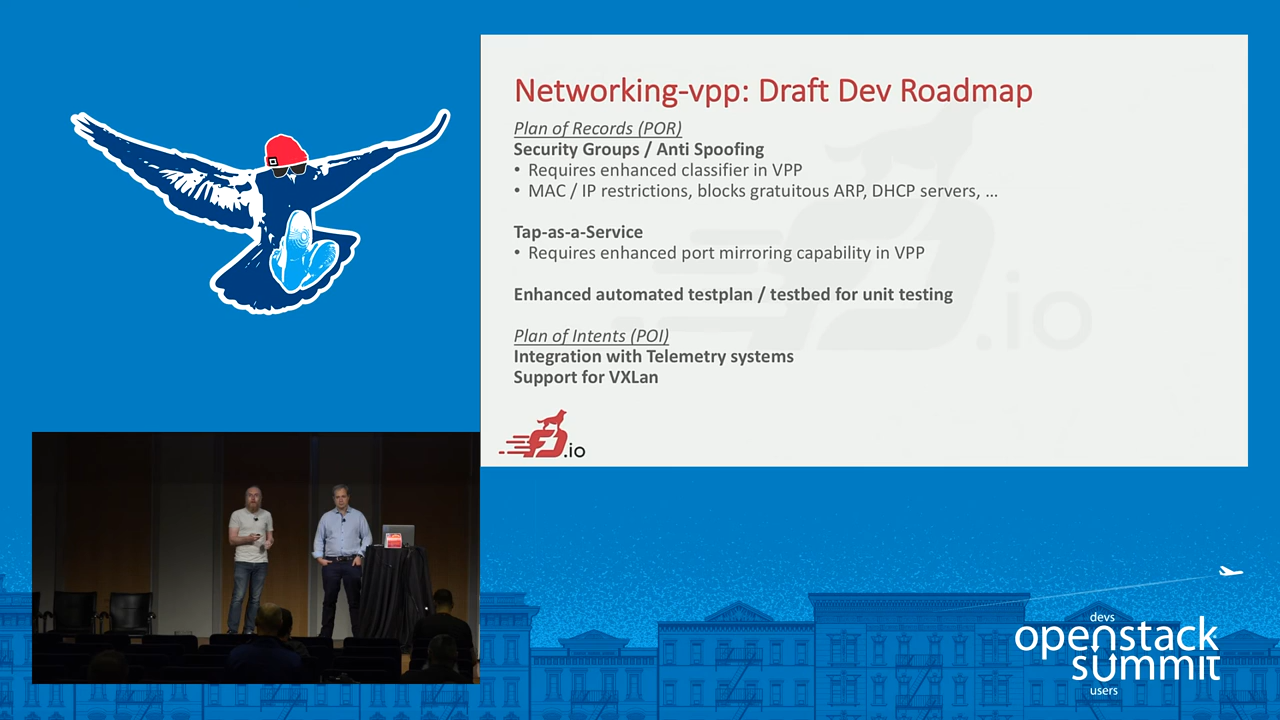 Networking-vpp: Draft Dev Roadmap
Plan of Records (POR)
Security Groups / Anti Spoofing
• Requires enhanced classifier in VPP
• MAC / IP restrictions, blocks gratuitous ARP, DHCP servers, …
Tap-as-a-Service
• Requires enhanced port mirroring capability in VPP
Enhanced automated testplan / testbed for unit testing
Plan of Intents (POI)
Integration with Telemetry systems
Support for VXLan
FD.io
FD.io
devs
openstack
summit
users